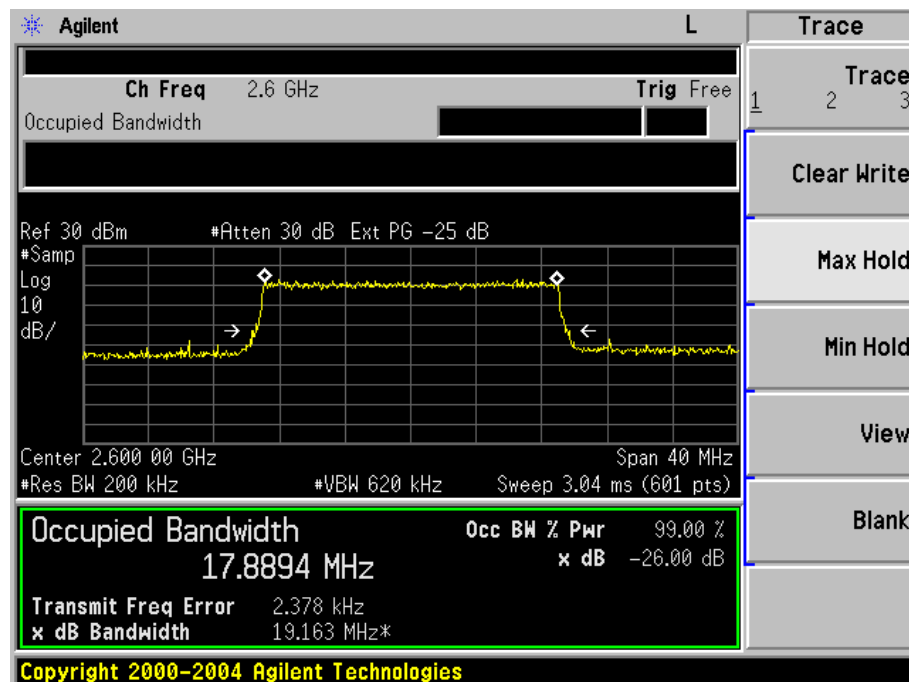 Agilent L Trace
Ch Freq 2.6 GHz Trig Free
Occupied Bandwidth
Trace
1 2 3
Clear Write
Max Hold
Min Hold
View
Blank
Ref 30 dBm #Atten 30 dB Ext PG -25 dB
#Samp
Log
10
dB/
Center 2.600 00 GHz Span 40 MHz
#Res BW 200 kHz #VBW 620 kHz Sweep 3.04 ms (601 pts)
Occupied Bandwidth
17.8894 MHz
Occ BW % Pwr 99.00 %
x dB -26.00 dB
Transmit Freq Error 2.378 kHz
x dB Bandwidth 19.163 MHz*
Copyright 2000-2004 Agilent Technologies